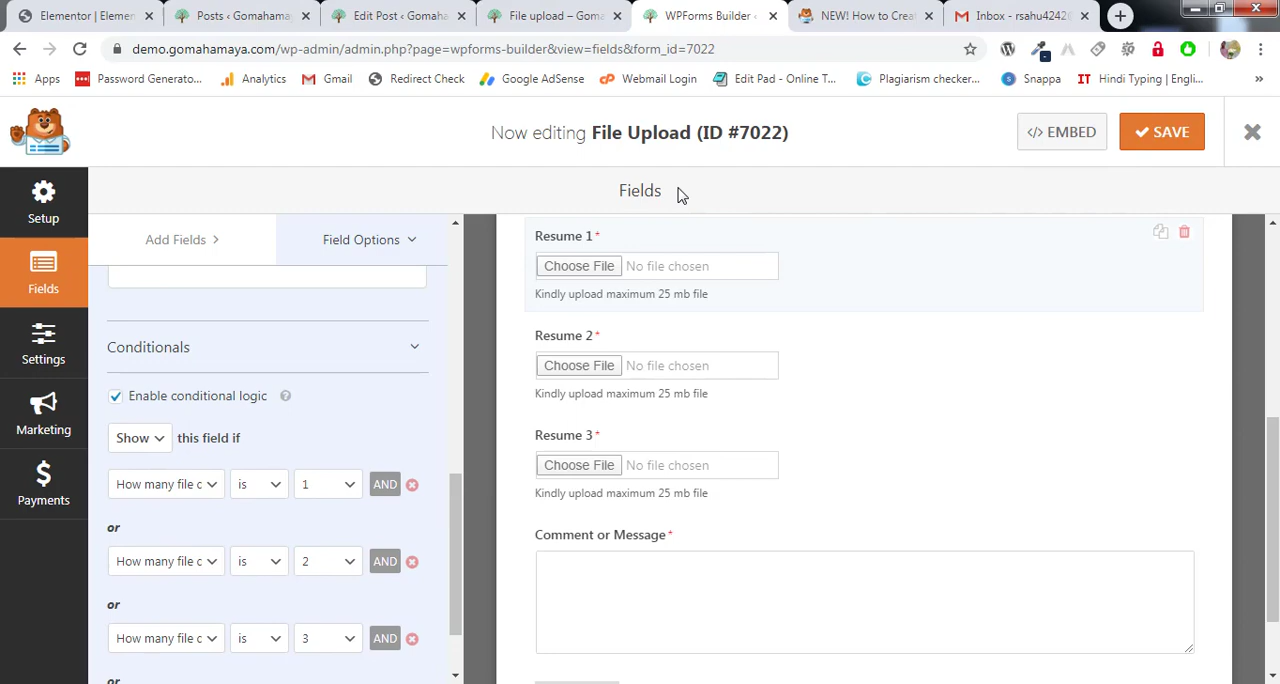 Elementor | Elemen
Posts ‹ Gomahamay
Edit Post ‹ Gomaha
File upload – Goma
WPForms Builder ‹
NEW! How to Creat
Inbox - rsahu4242
demo.gomahamaya.com/wp-admin/admin.php?page=wpforms-builder&view=fields&form_id=7022
Apps
Password Generato...
Analytics
Gmail
Redirect Check
Google AdSense
Webmail Login
Edit Pad - Online T...
Plagiarism checker...
Snappa
IT Hindi Typing | Engl...
»
Now editing File Upload (ID #7022)
</> EMBED
SAVE
Setup
Fields
Settings
Marketing
Payments
Fields
Add Fields
Field Options
Conditionals
Enable conditional logic
Show this field if
How many file c is 1 AND
or
How many file c is 2 AND
or
How many file c is 3 AND
or
Resume 1 *
Choose File No file chosen
Kindly upload maximum 25 mb file
Resume 2 *
Choose File No file chosen
Kindly upload maximum 25 mb file
Resume 3 *
Choose File No file chosen
Kindly upload maximum 25 mb file
Comment or Message *